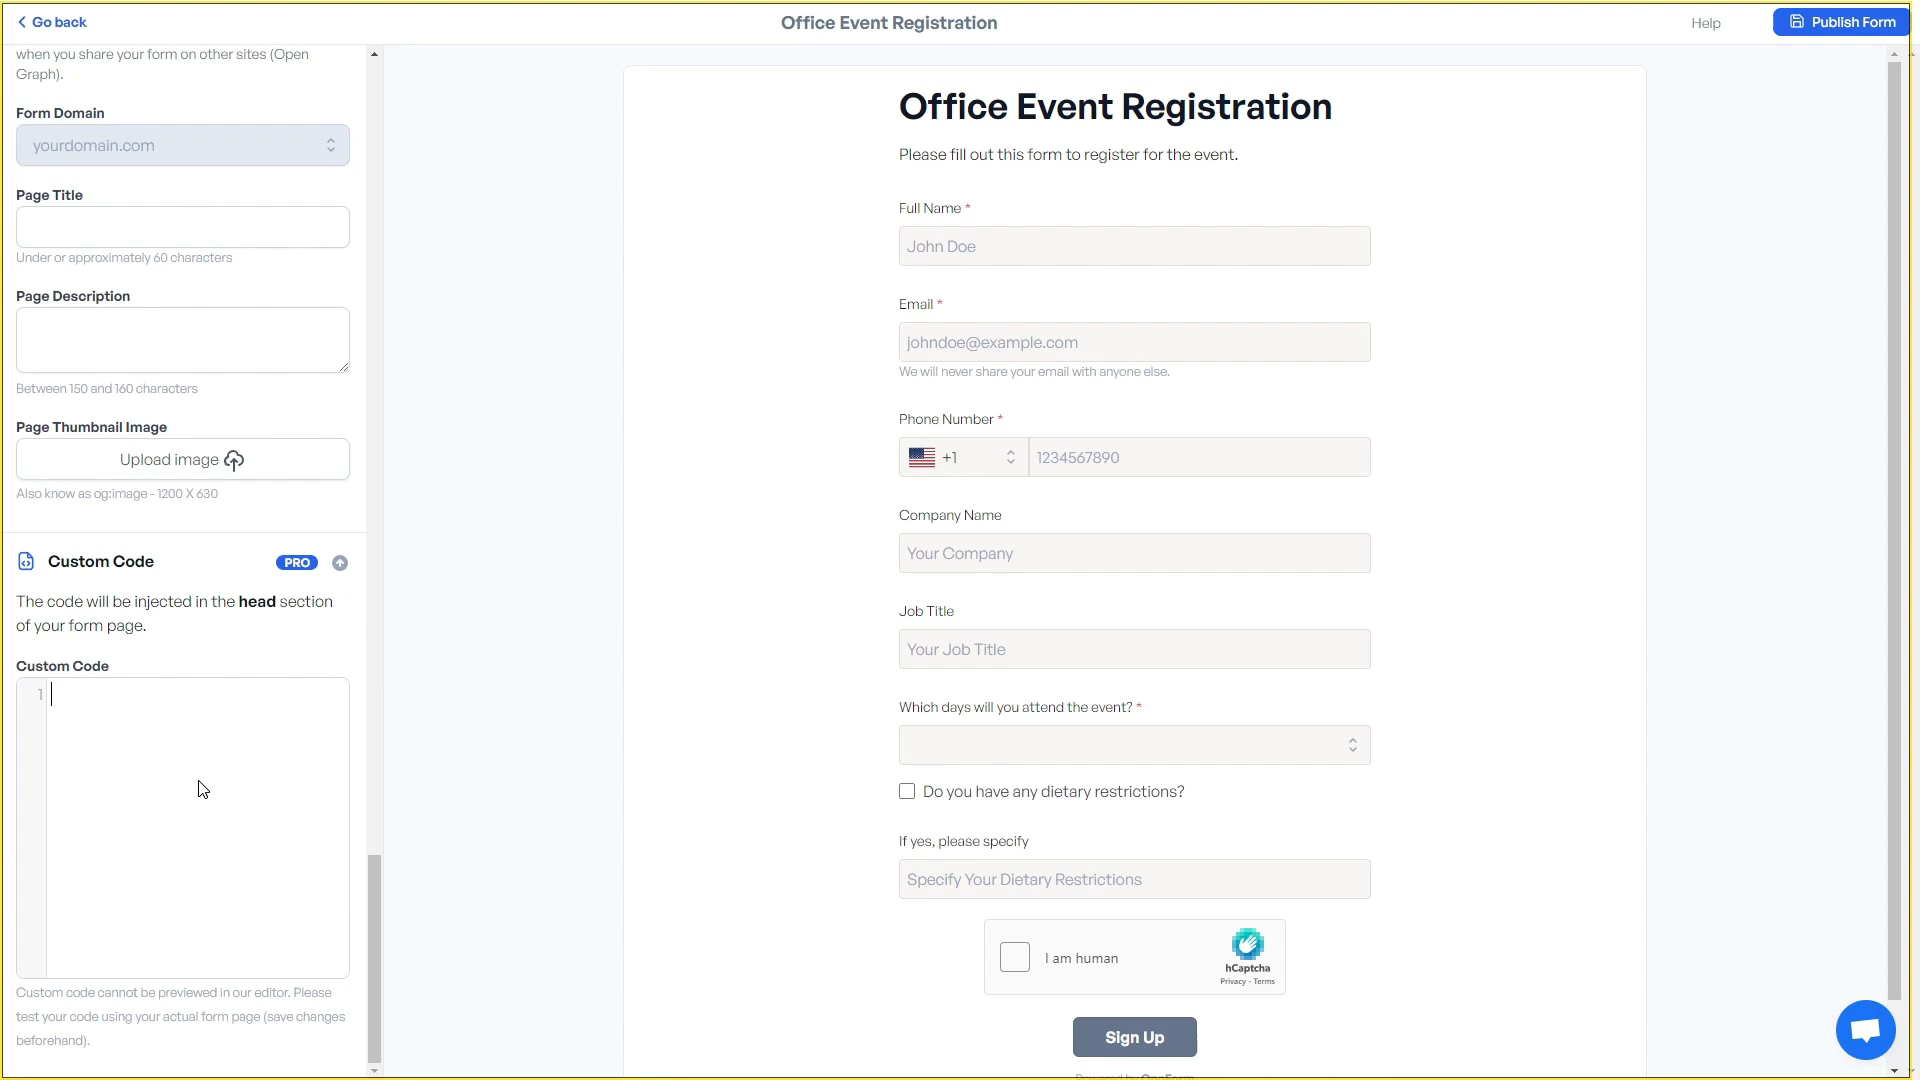 Go back
Office Event Registration
Help
Publish Form
when you share your form on other sites (Open
Graph).
Form Domain
yourdomain.com
Page Title
Under or approximately 60 characters
Page Description
Between 150 and 160 characters
Page Thumbnail Image
Upload image
Also know as og:image - 1200 X 630
Custom Code
PRO
The code will be injected in the head section
of your form page.
Custom Code
1
Custom code cannot be previewed in our editor. Please
test your code using your actual form page (save changes
beforehand).
Office Event Registration
Please fill out this form to register for the event.
Full Name *
John Doe
Email *
johndoe@example.com
We will never share your email with anyone else.
Phone Number *
+1
1234567890
Company Name
Your Company
Job Title
Your Job Title
Which days will you attend the event? *
Do you have any dietary restrictions?
If yes, please specify
Specify Your Dietary Restrictions
I am human
hCaptcha
Privacy - Terms
Sign Up